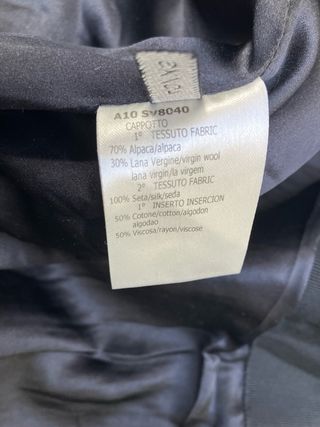 A10 SV8040
CAPPOTTO
1° TESSUTO FABRIC
70% Alpaca/alpaca
30% Lana Vergine/virgin wool
lana virgin/la virgem
2° TESSUTO FABRIC
100% Seta/silk/seda
1° INSERTO INSERCION
50% Cotone/cotton/algodon
algodao
50% Viscosa/rayon/viscose